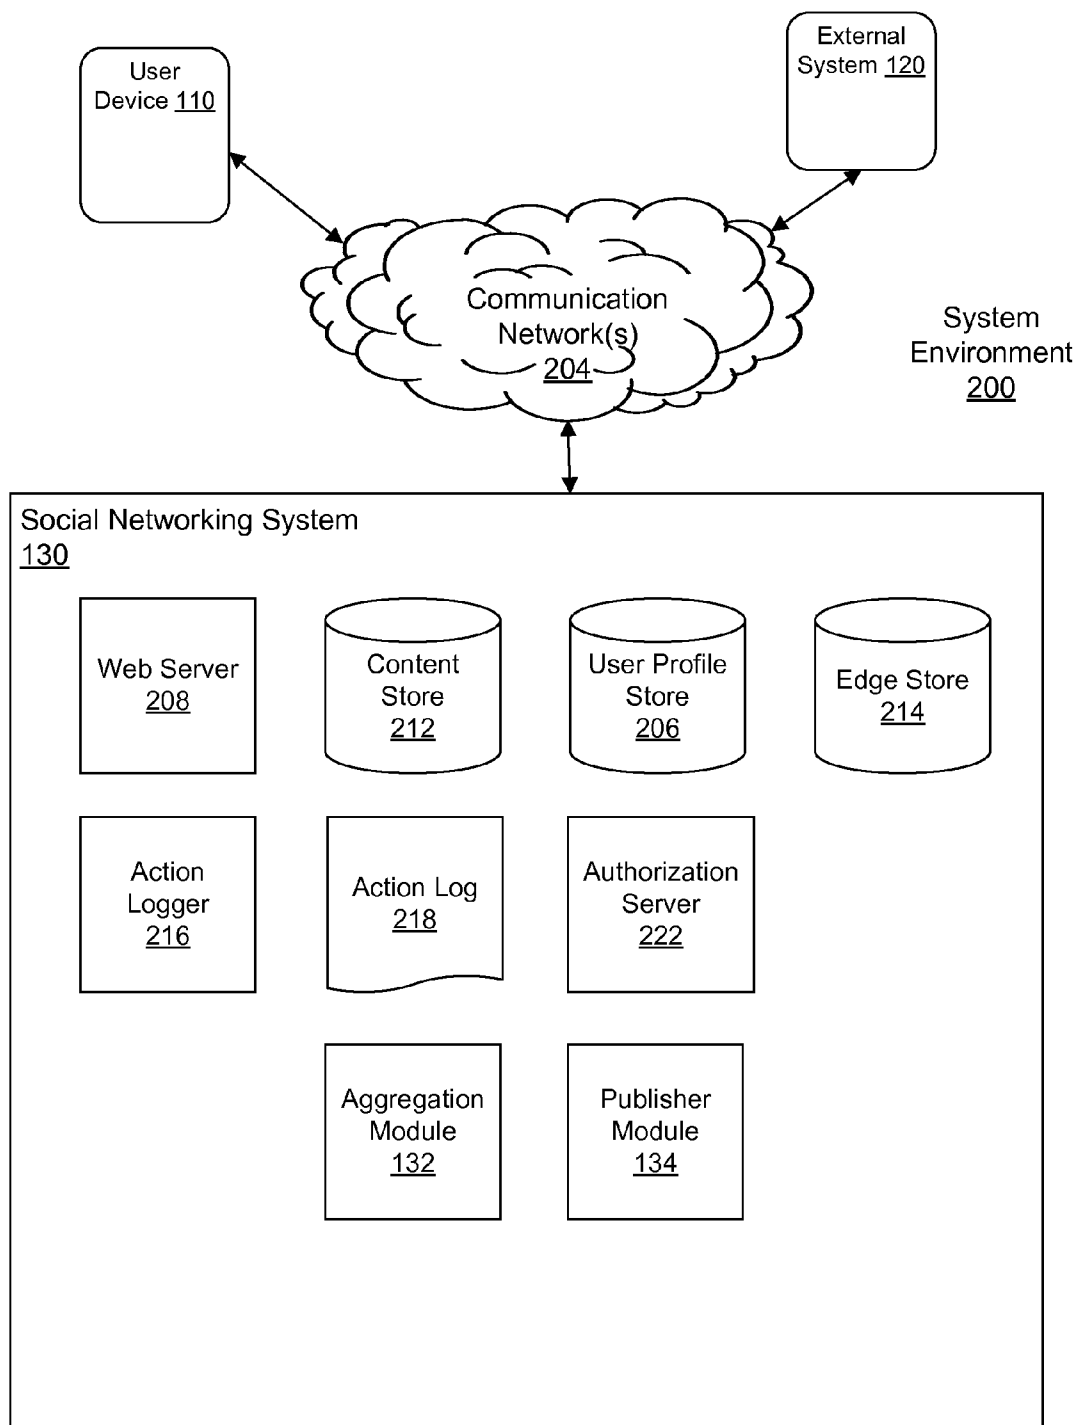 User
Device 110
External
System 120
Communication
Network(s)
204
System
Environment
200
Social Networking System
130
Web Server
208
Content
Store
212
User Profile
Store
206
Edge Store
214
Action
Logger
216
Action Log
218
Authorization
Server
222
Aggregation
Module
132
Publisher
Module
134